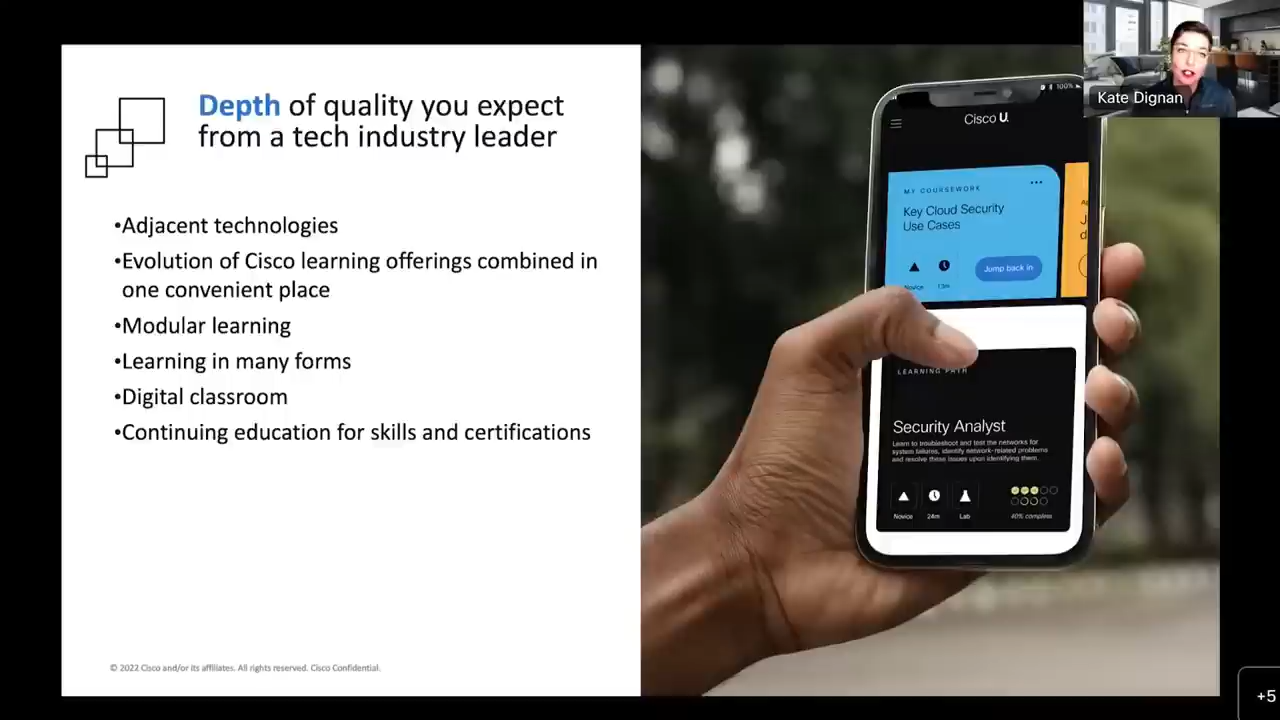 Depth of quality you expect
from a tech industry leader
•Adjacent technologies
•Evolution of Cisco learning offerings combined in
one convenient place
•Modular learning
•Learning in many forms
•Digital classroom
•Continuing education for skills and certifications
© 2022 Cisco and/or its affiliates. All rights reserved. Cisco Confidential.
100%
Cisco U.
MY COURSEWORK
Key Cloud Security
Use Cases
Jump back in
Novice
LEARNING PATH
Security Analyst
Learn to troubleshoot and test the networks for
system failures, identify network-related problems
and resolve these issues upon identifying them.
Novice
24m
Lab
40% complete
Kate Dignan
+5